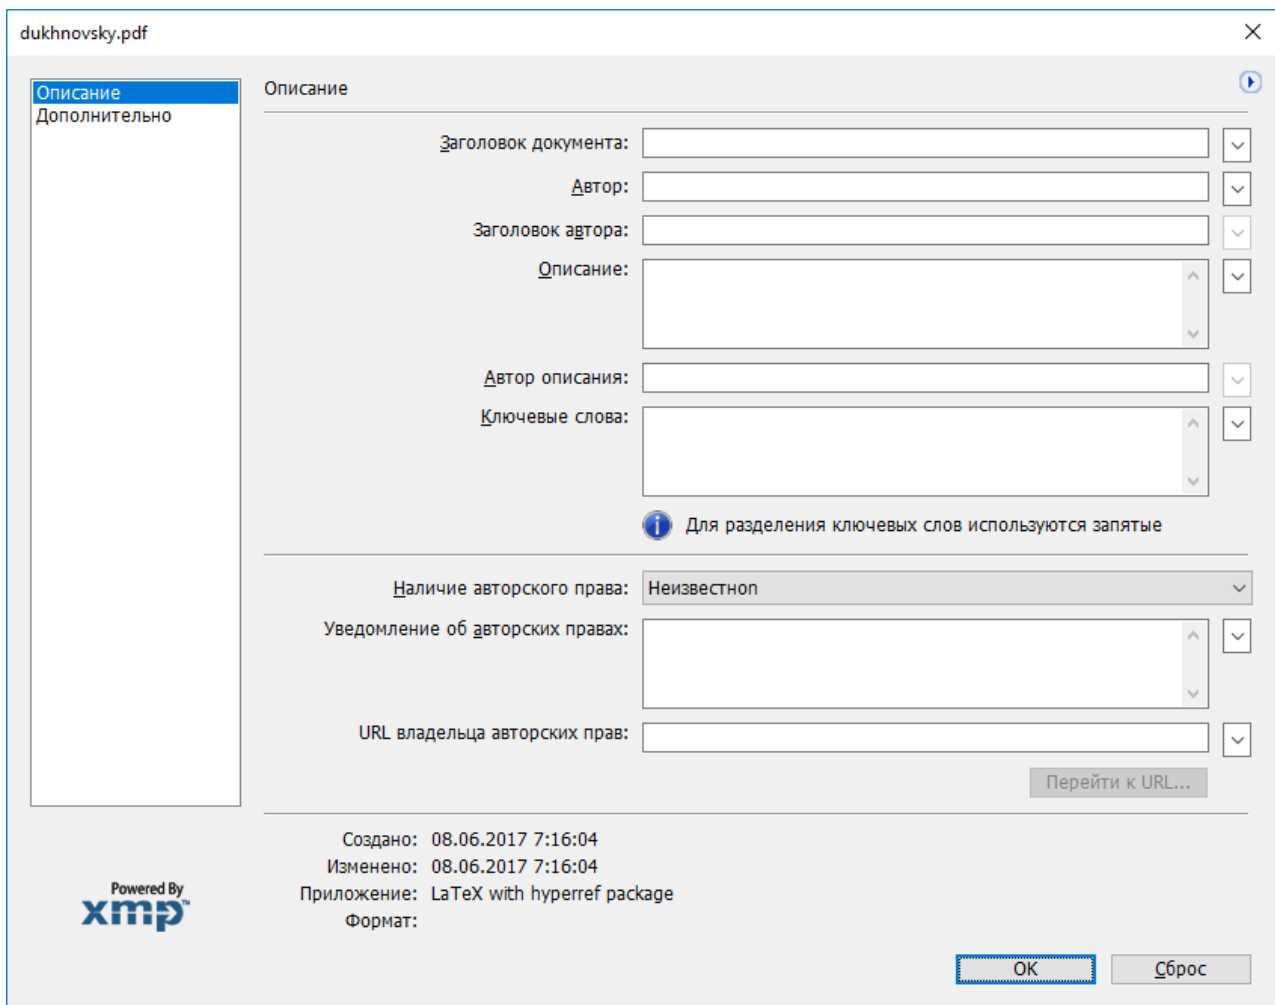 dukhnovsky.pdf
Описание
Дополнительно
Описание
Заголовок документа:
Автор:
Заголовок автора:
Описание:
Автор описания:
Ключевые слова:
Для разделения ключевых слов используются запятые
Наличие авторского права: Неизвестноп
Уведомление об авторских правах:
URL владельца авторских прав:
Перейти к URL...
Создано: 08.06.2017 7:16:04
Изменено: 08.06.2017 7:16:04
Приложение: LaTeX with hyperref package
Формат:
Powered By
xmp™
OK Сброс